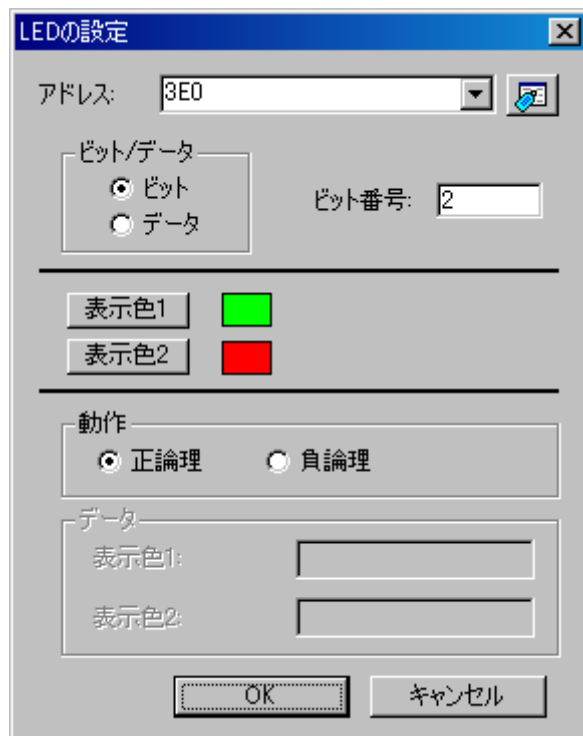 LEDの設定
アドレス: 3E0
ビット/データ
ビット
データ
ビット番号: 2
表示色1
表示色2
動作
正論理 負論理
データ
表示色1:
表示色2:
OK キャンセル